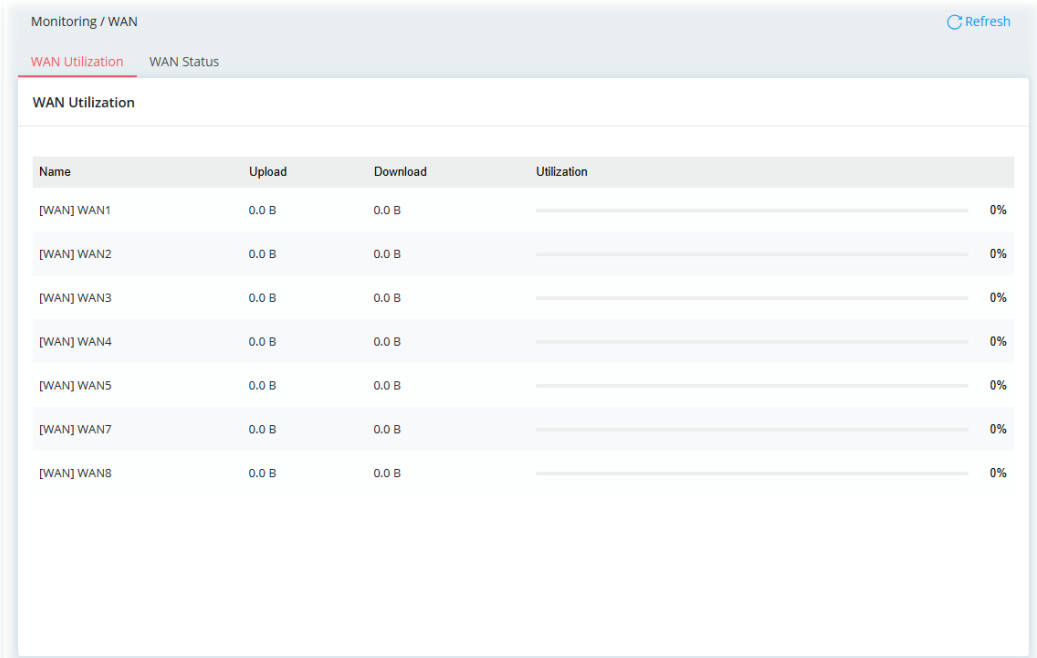 Monitoring / WAN
Refresh
WAN Utilization WAN Status
WAN Utilization
Name Upload Download Utilization
[WAN] WAN1 0.0 B 0.0 B 0%
[WAN] WAN2 0.0 B 0.0 B 0%
[WAN] WAN3 0.0 B 0.0 B 0%
[WAN] WAN4 0.0 B 0.0 B 0%
[WAN] WAN5 0.0 B 0.0 B 0%
[WAN] WAN7 0.0 B 0.0 B 0%
[WAN] WAN8 0.0 B 0.0 B 0%